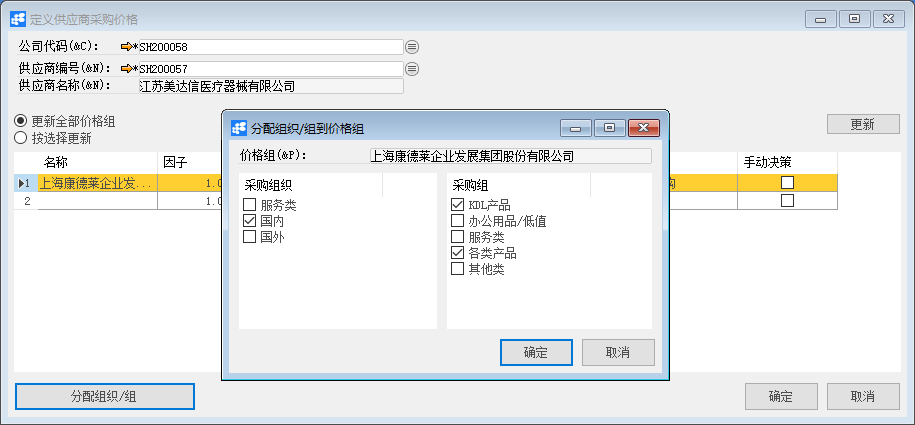 定义供应商采购价格
公司代码(&C): *SH200058
供应商编号(&N): *SH200057
供应商名称(&N): 江苏美达信医疗器械有限公司
更新全部价格组
按选择更新
更新
名称 因子 手动决策
1 上海康德莱企业发... 1.0 购
2 1.0
分配组织/组到价格组
价格组(&P): 上海康德莱企业发展集团股份有限公司
采购组织
服务类
国内
国外
采购组
KDL产品
办公用品/低值
服务类
各类产品
其他类
确定 取消
分配组织/组 确定 取消